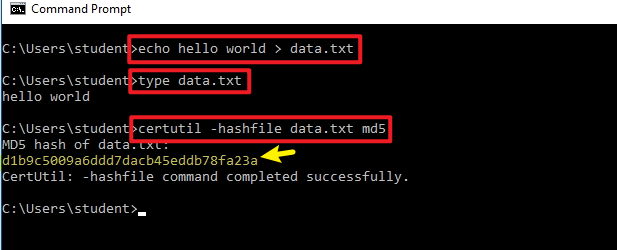 Command Prompt
C:\Users\student>echo hello world > data.txt
C:\Users\student>type data.txt
hello world
C:\Users\student>certutil -hashfile data.txt md5
MD5 hash of data.txt:
d1b9c5009a6ddd7dacb45eddb78fa23a
CertUtil: -hashfile command completed successfully.
C:\Users\student>